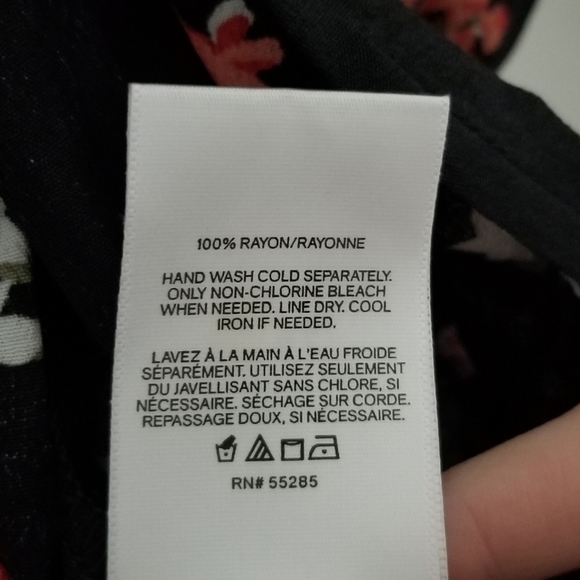 100% RAYON/RAYONNE
HAND WASH COLD SEPARATELY.
ONLY NON-CHLORINE BLEACH
WHEN NEEDED. LINE DRY. COOL
IRON IF NEEDED.
LAVEZ À LA MAIN À L'EAU FROIDE
SÉPARÉMENT. UTILISEZ SEULEMENT
DU JAVELLISANT SANS CHLORE, SI
NÉCESSAIRE. SÉCHAGE SUR CORDE.
REPASSAGE DOUX, SI NÉCESSAIRE.
RN# 55285